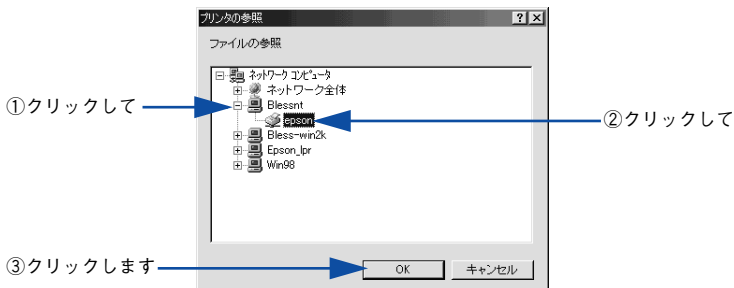 プリンタの参照
ファイルの参照
ネットワーク コンピュータ
ネットワーク全体
①クリックして
Blessnt
epson
②クリックして
Bless-win2k
Epson_lpr
Win98
③クリックします
OK
キャンセル